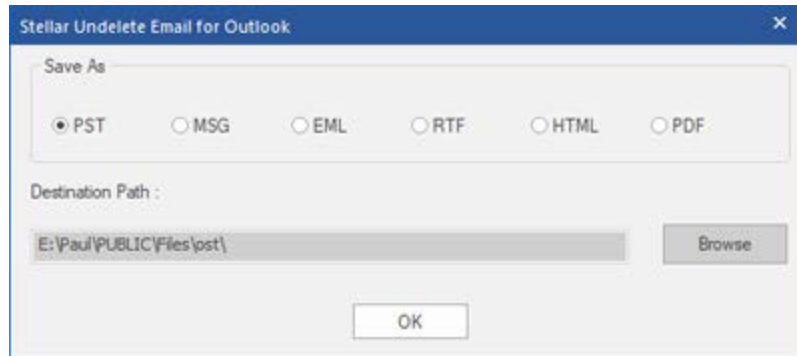 Stellar Undelete Email for Outlook
Save As
PST MSG EML RTF HTML PDF
Destination Path :
E:\Paul\PUBLIC\Files\pst\ Browse
OK